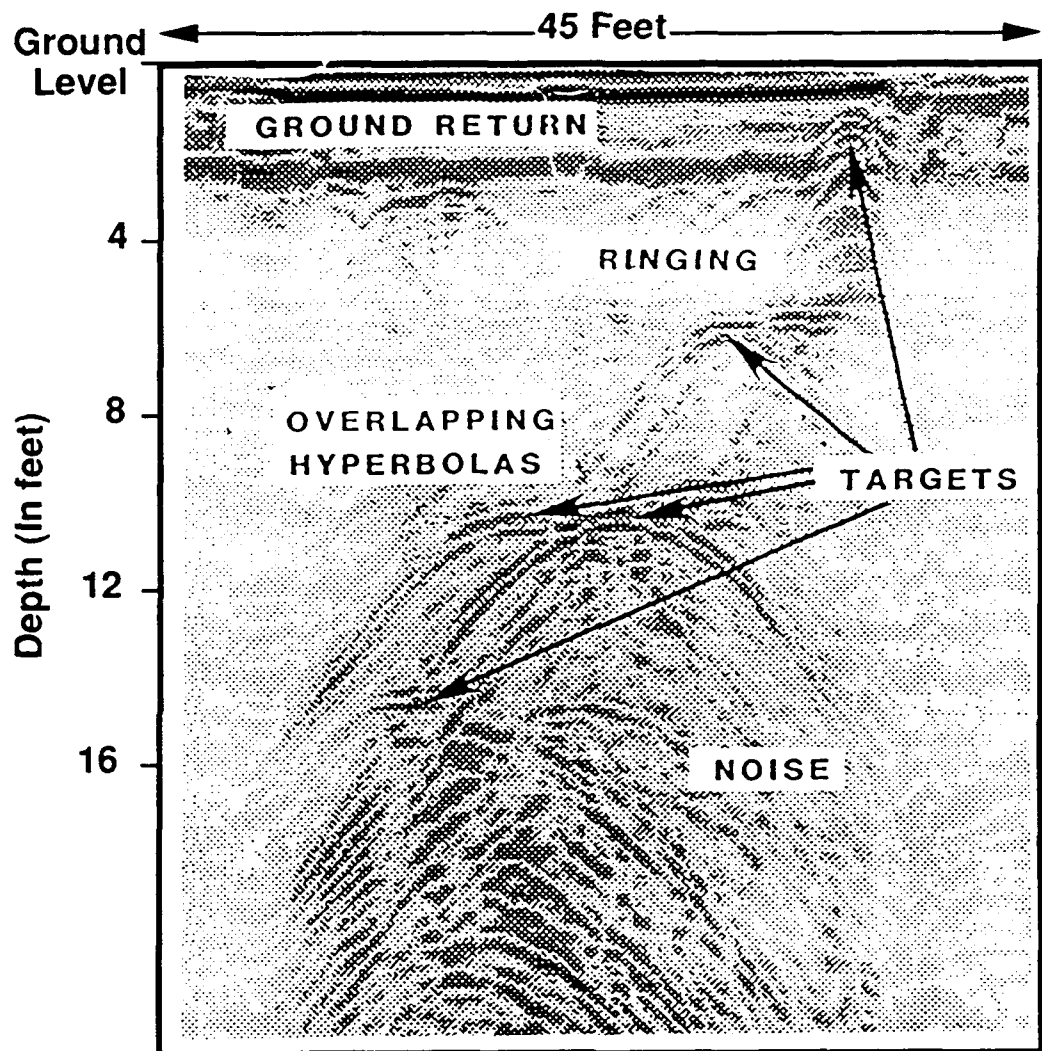 45 Feet
Ground
Level
GROUND RETURN
4
RINGING
8
OVERLAPPING
HYPERBOLAS
TARGETS
Depth (In feet)
12
16
NOISE